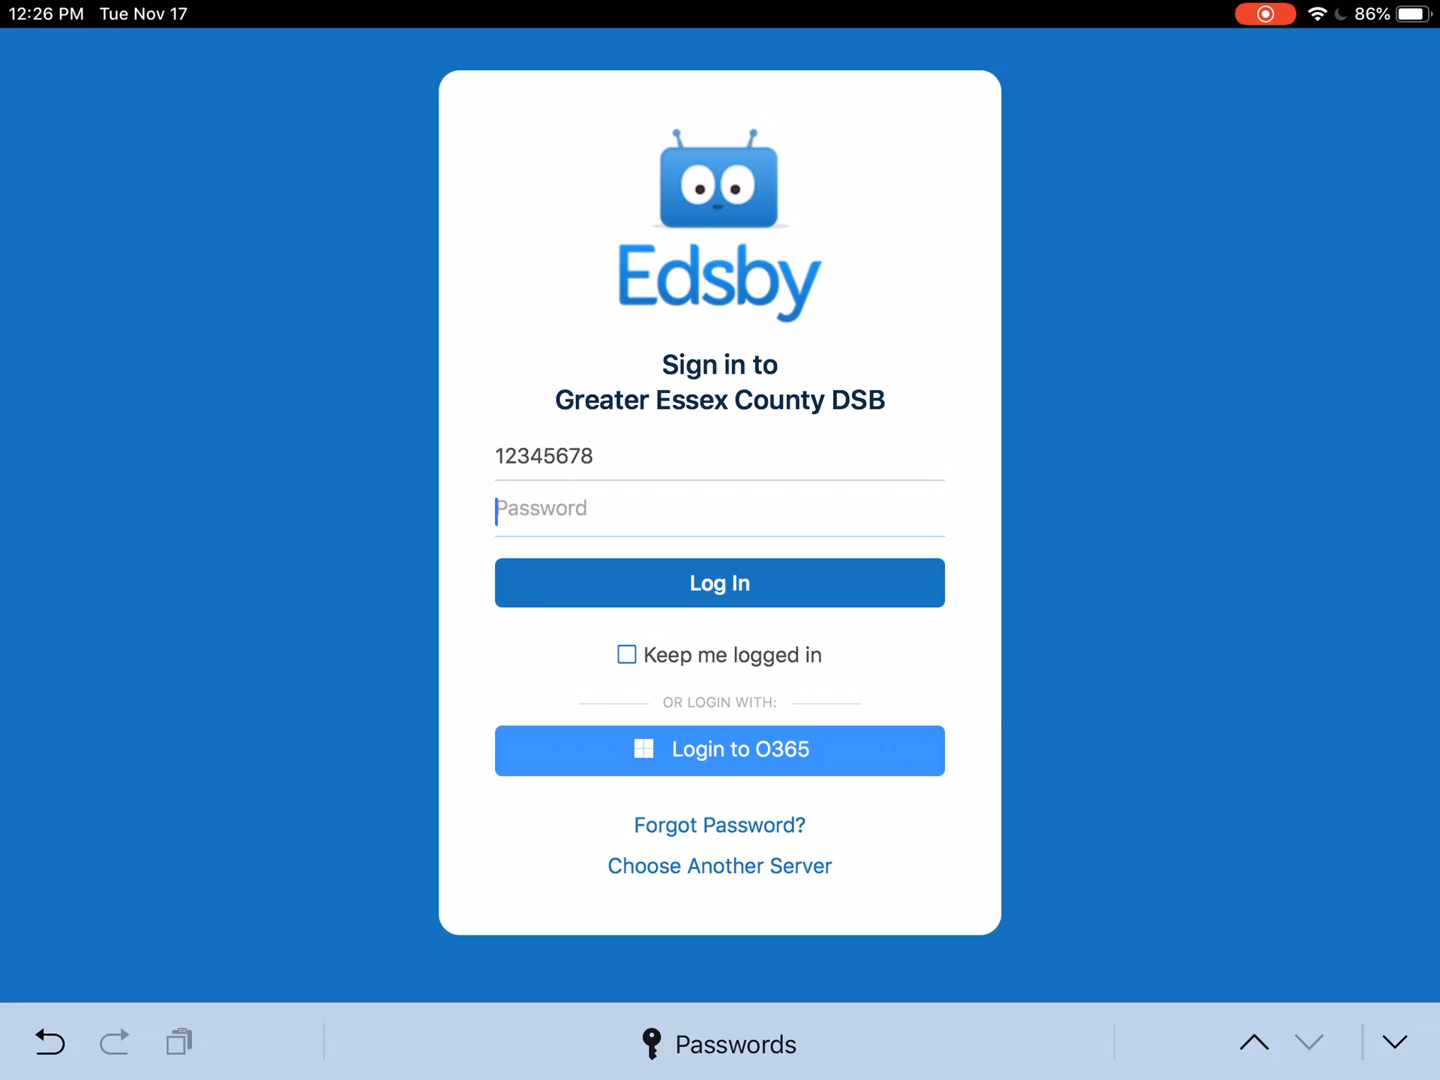 12:26 PM Tue Nov 17
86%
Edsby
Sign in to
Greater Essex County DSB
12345678
Password
Log In
Keep me logged in
OR LOGIN WITH:
Login to O365
Forgot Password?
Choose Another Server
Passwords